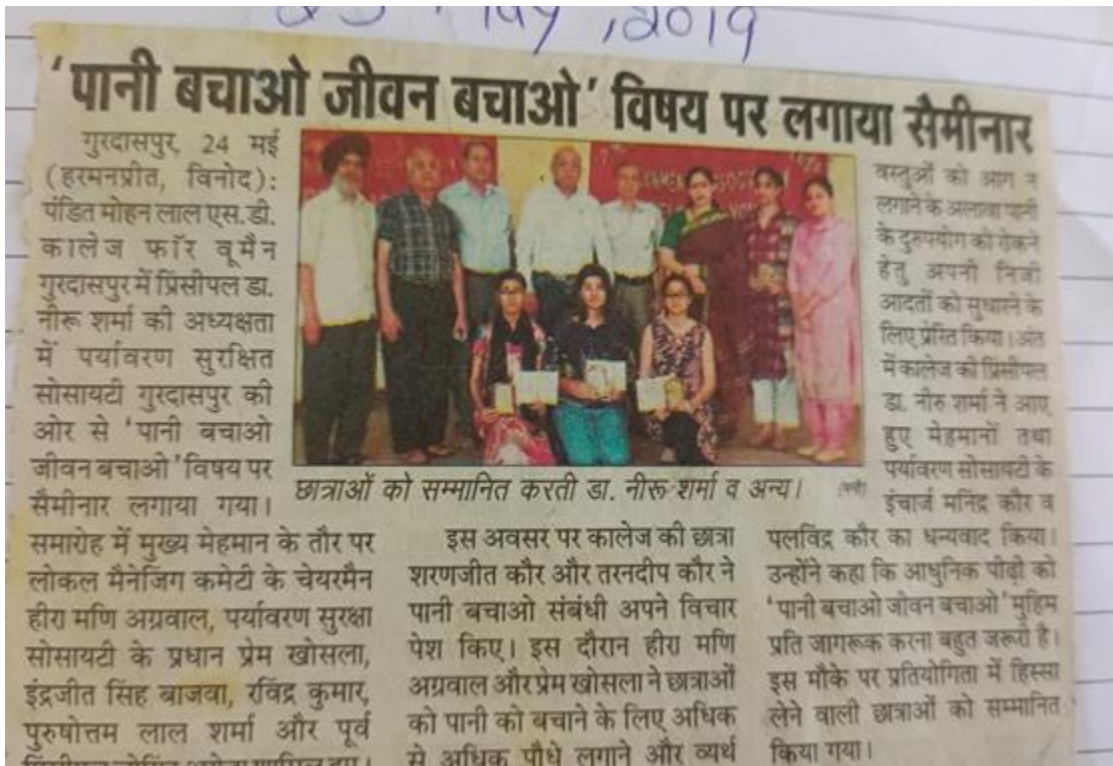 May, 2019
'पानी बचाओ जीवन बचाओ' विषय पर लगाया सैमीनार
गुरदासपुर, 24 मई
(हरमनप्रीत, विनोद):
पंडित मोहन लाल एस.डी.
कालेज फॉर वूमैन
गुरदासपुर में प्रिंसीपल डा.
नीरू शर्मा की अध्यक्षता
में पर्यावरण सुरक्षित
सोसायटी गुरदासपुर की
ओर से 'पानी बचाओ
जीवन बचाओ' विषय पर
सैमीनार लगाया गया।
समारोह में मुख्य मेहमान के तौर पर
लोकल मैनेजिंग कमेटी के चेयरमैन
हीरा मणि अग्रवाल, पर्यावरण सुरक्षा
सोसायटी के प्रधान प्रेम खोसला,
इंद्रजीत सिंह बाजवा, रविंद्र कुमार,
पुरुषोत्तम लाल शर्मा और पूर्व
छात्राओं को सम्मानित करती डा. नीरू शर्मा व अन्य।
इस अवसर पर कालेज की छात्रा
शरणजीत कौर और तरनदीप कौर ने
पानी बचाओ संबंधी अपने विचार
पेश किए। इस दौरान हीरा मणि
अग्रवाल और प्रेम खोसला ने छात्राओं
को पानी को बचाने के लिए अधिक
से अधिक पौधे लगाने और व्यर्थ
वस्तुओं को आग न
लगाने के अलावा पानी
के दुरुपयोग को रोकने
हेतु अपनी निजी
आदतों को सुधारने के
लिए प्रेरित किया। अंत
में कालेज की प्रिंसीपल
डा. नीरू शर्मा ने आए
हुए मेहमानों तथा
पर्यावरण सोसायटी के
इंचार्ज मनिंद्र कौर व
पलविंद्र कौर का धन्यवाद किया।
उन्होंने कहा कि आधुनिक पीढ़ी को
'पानी बचाओ जीवन बचाओ' मुहिम
प्रति जागरूक करना बहुत जरूरी है।
इस मौके पर प्रतियोगिता में हिस्सा
लेने वाली छात्राओं को सम्मानित
किया गया।